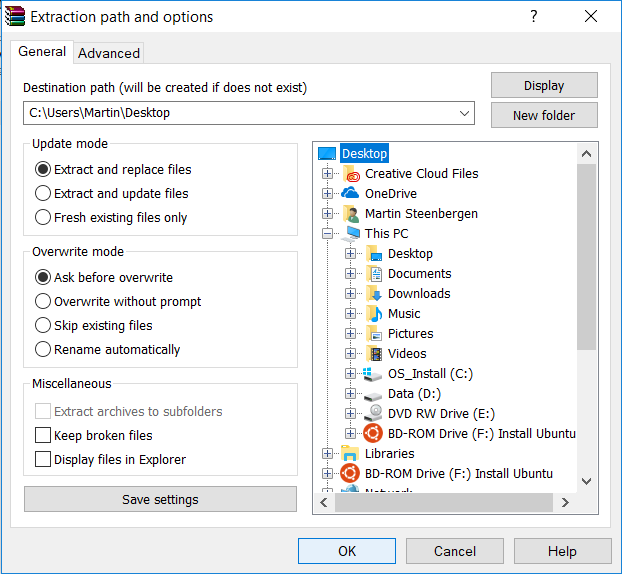 Extraction path and options
General
Advanced
Destination path (will be created if does not exist)
Display
C:\Users\Martin\Desktop
New folder
Update mode
Extract and replace files
Extract and update files
Fresh existing files only
Overwrite mode
Ask before overwrite
Overwrite without prompt
Skip existing files
Rename automatically
Miscellaneous
Extract archives to subfolders
Keep broken files
Display files in Explorer
Save settings
Desktop
Creative Cloud Files
OneDrive
Martin Steenbergen
This PC
Desktop
Documents
Downloads
Music
Pictures
Videos
OS_Install (C:)
Data (D:)
DVD RW Drive (E:)
BD-ROM Drive (F:) Install Ubuntu
Libraries
BD-ROM Drive (F:) Install Ubuntu
Network
OK
Cancel
Help